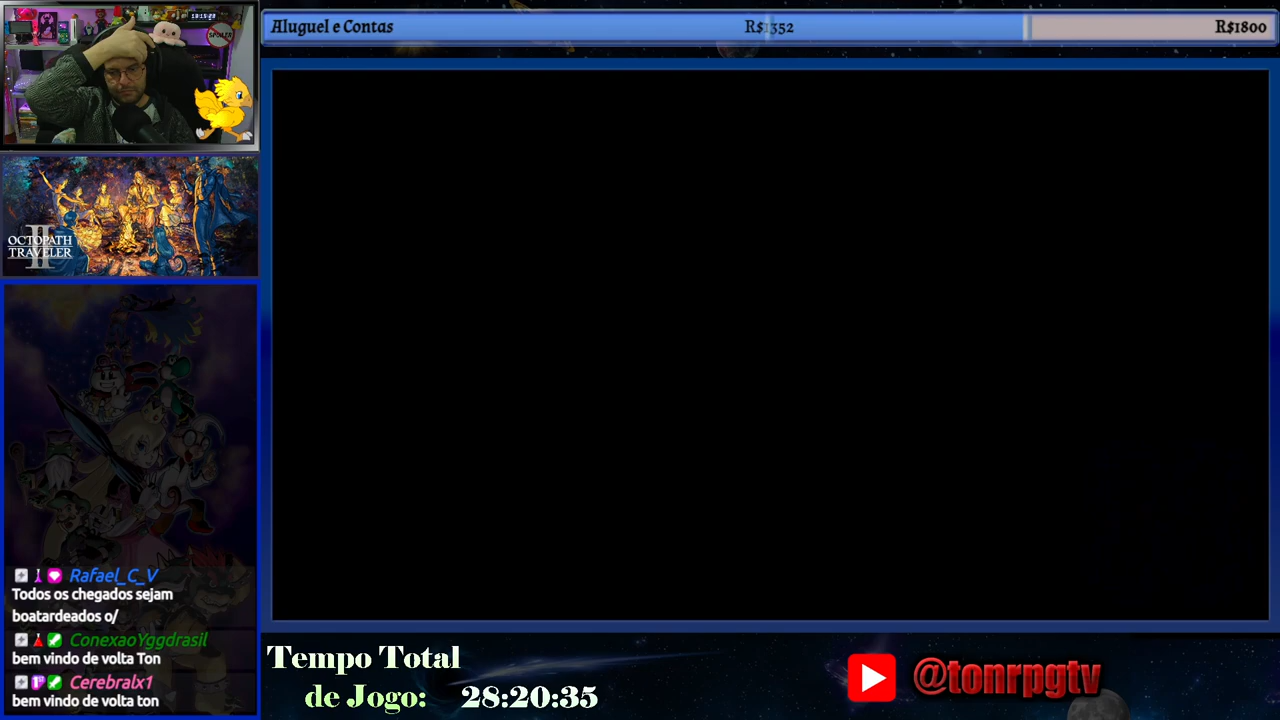 Aluguel e Contas R$1352 R$1800
SPOILER
OCTOPATH
TRAVELER
II
Rafael_C_V
Todos os chegados sejam
boatardeados o/
ConexaoYggdrasil
bem vindo de volta Ton
Cerebralx1
bem vindo de volta ton
Tempo Total
de Jogo: 28:20:35
@tonrpgtv